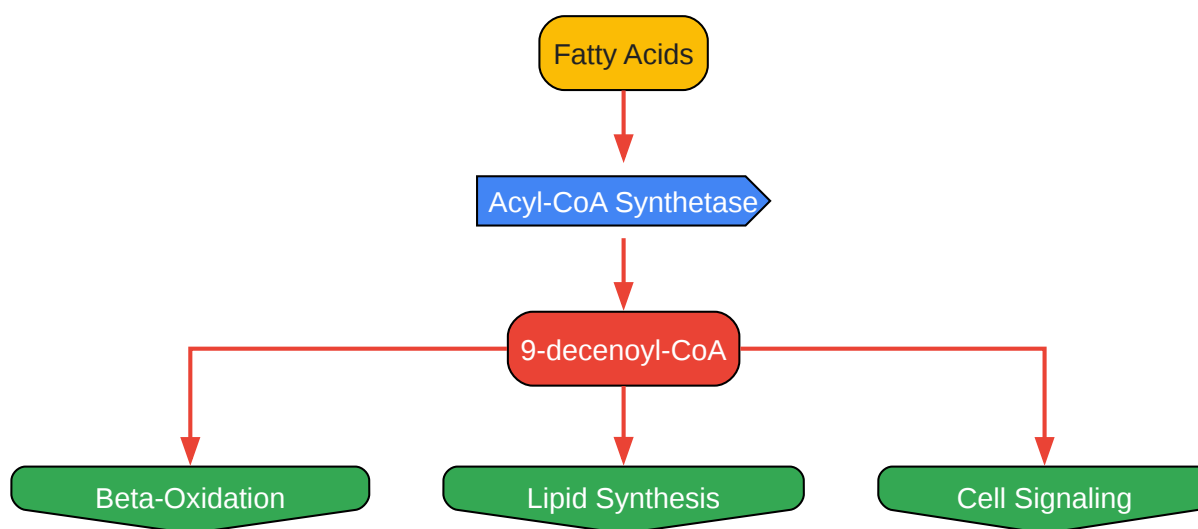 Fatty Acids
Acyl-CoA Synthetase
9-decenoyl-CoA
Beta-Oxidation
Lipid Synthesis
Cell Signaling